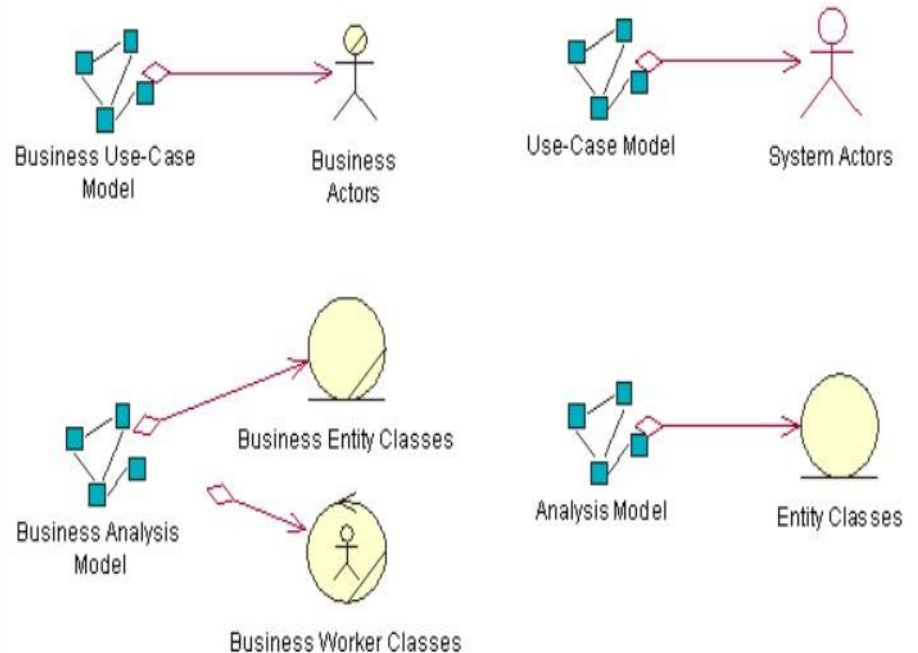 Business Use-Case
Model
Business
Actors
Use-Case Model
System Actors
Business Entity Classes
Business Analysis
Model
Business Worker Classes
Analysis Model
Entity Classes